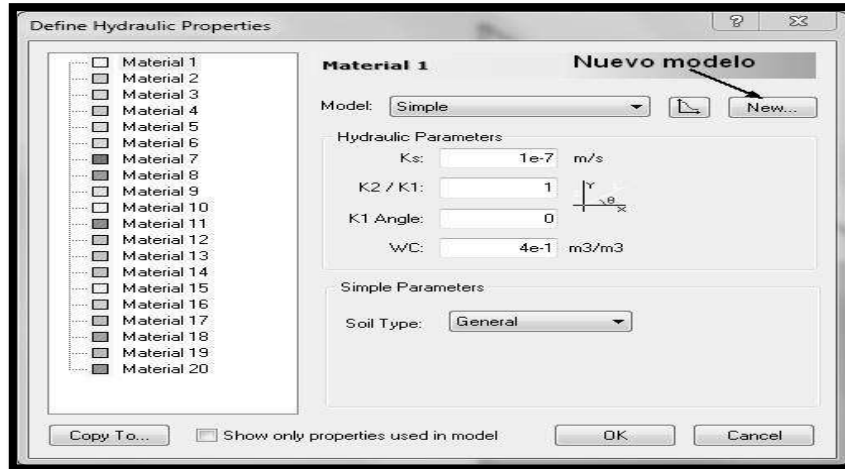 Define Hydraulic Properties
Material 1
Material 2
Material 3
Material 4
Material 5
Material 6
Material 7
Material 8
Material 9
Material 10
Material 11
Material 12
Material 13
Material 14
Material 15
Material 16
Material 17
Material 18
Material 19
Material 20
Material 1
Nuevo modelo
Model: Simple New...
Hydraulic Parameters
Ks: 1e-7 m/s
K2 / K1: 1
Y
θ
X
K1 Angle: 0
WC: 4e-1 m3/m3
Simple Parameters
Soil Type: General
Copy To... Show only properties used in model OK Cancel